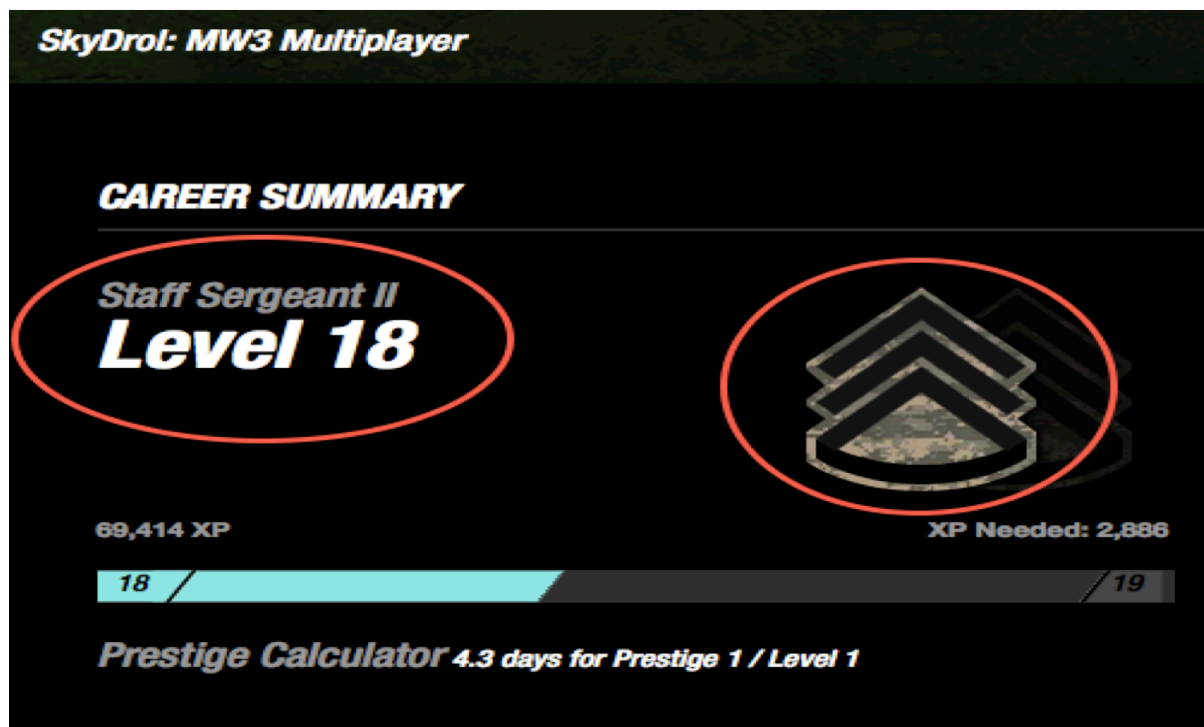 SkyDrol: MW3 Multiplayer
CAREER SUMMARY
Staff Sergeant II
Level 18
69,414 XP
XP Needed: 2,886
18
19
Prestige Calculator 4.3 days for Prestige 1 / Level 1